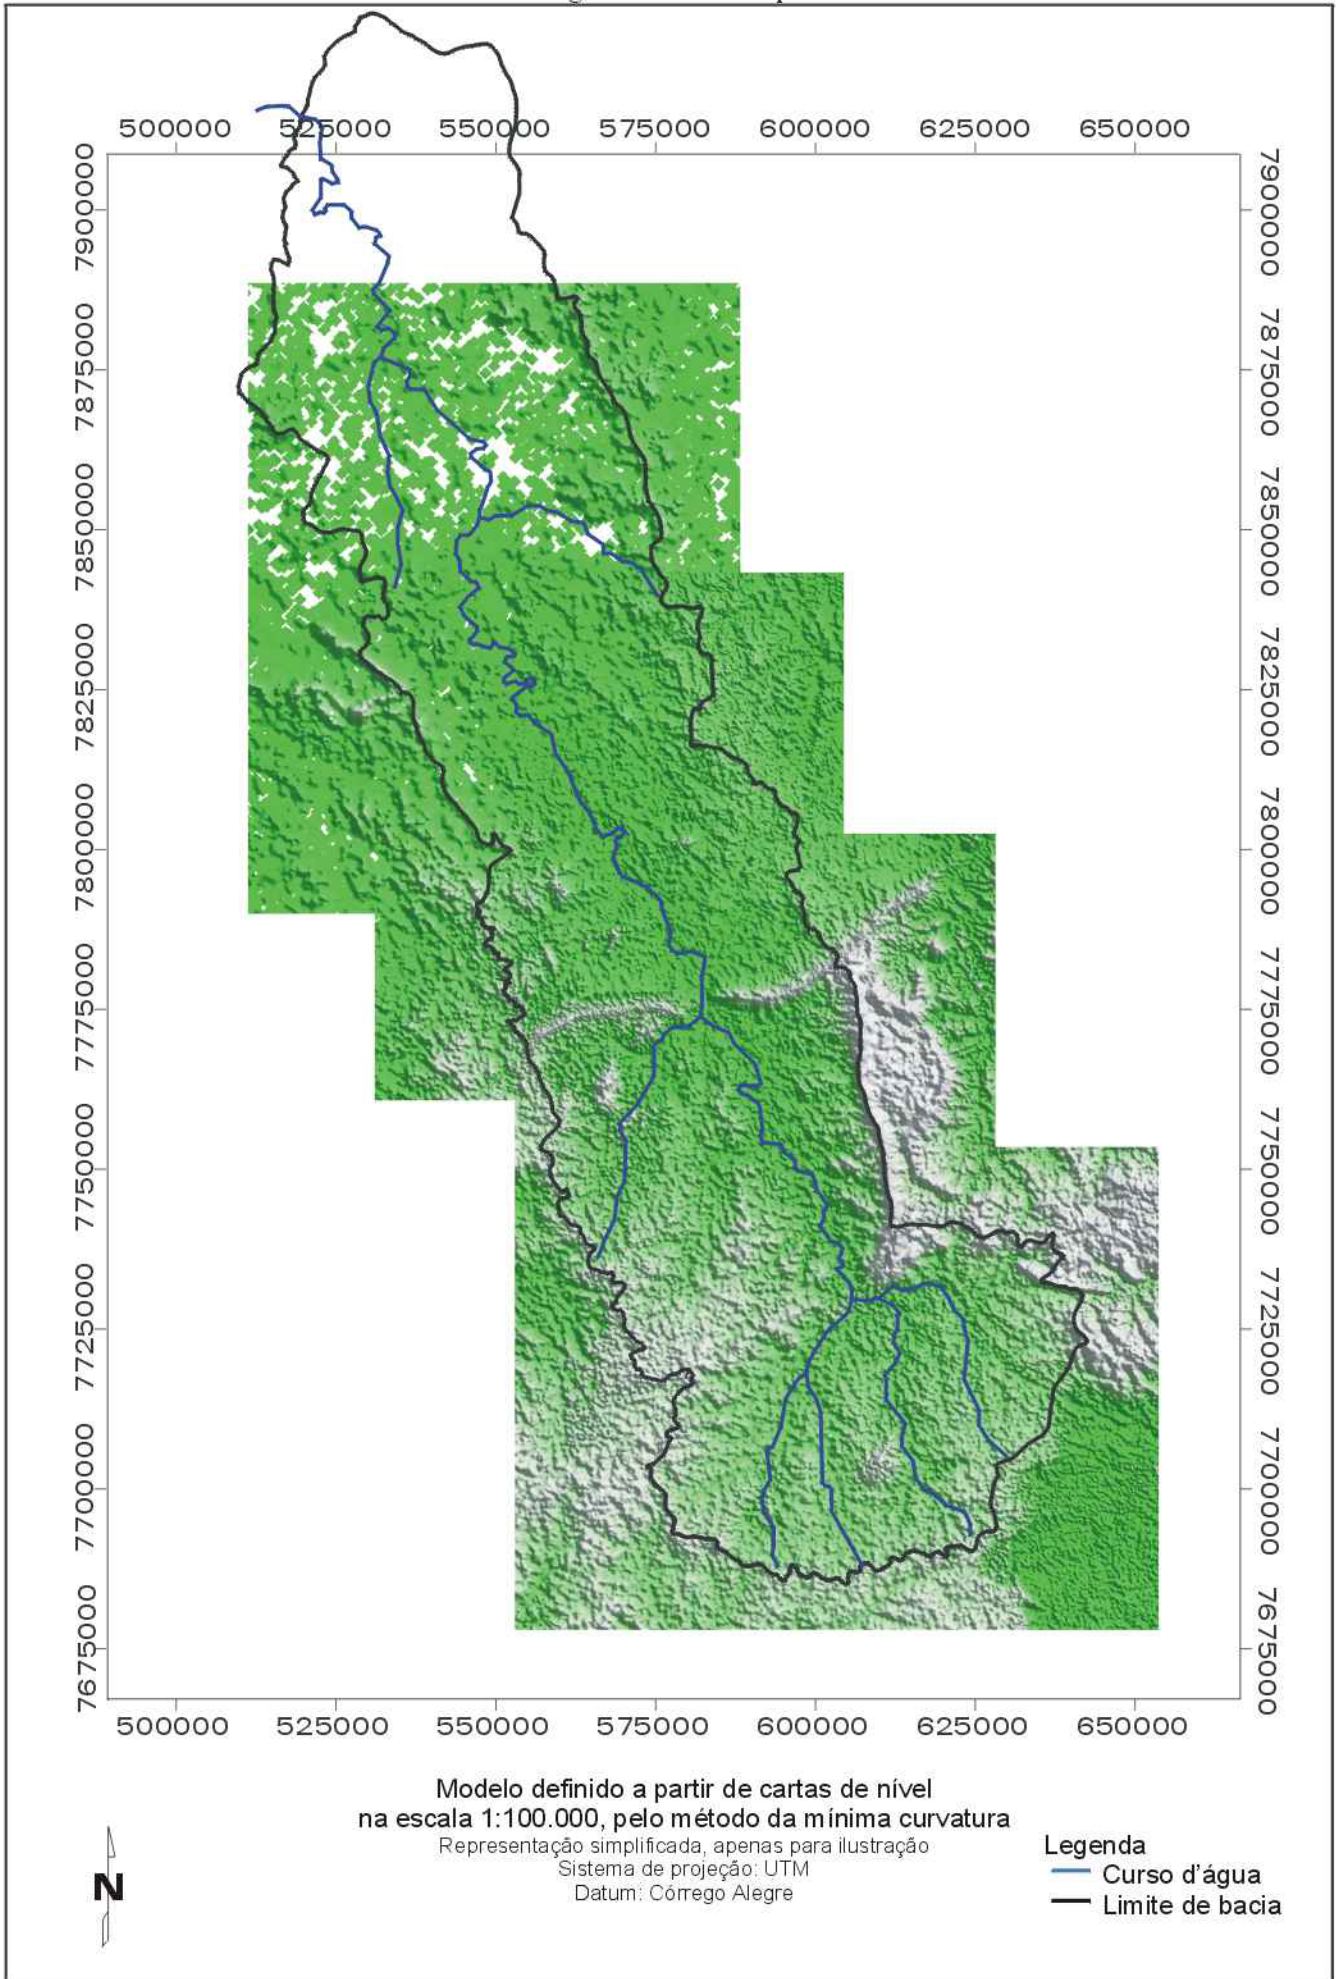 500000 525000 550000 575000 600000 625000 650000
7900000 7900000
7875000 7875000
7850000 7850000
7825000 7825000
7800000 7800000
7775000 7775000
7750000 7750000
7725000 7725000
7700000 7700000
7675000 7675000
500000 525000 550000 575000 600000 625000 650000
Modelo definido a partir de cartas de nível
na escala 1:100.000, pelo método da mínima curvatura
Representação simplificada, apenas para ilustração
Sistema de projeção: UTM
Datum: Córrego Alegre
N
Legenda
Curso d'água
Limite de bacia